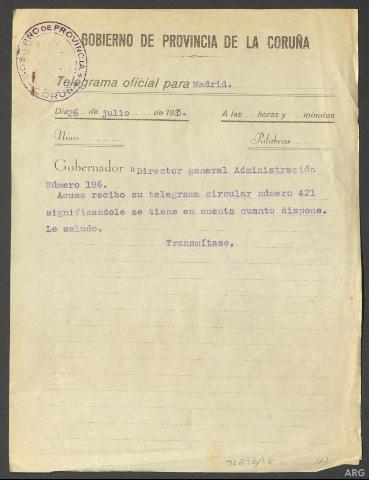 GOBIERNO DE PROVINCIA
CORUÑA
GOBIERNO DE PROVINCIA DE LA CORUÑA
Telegrama oficial para Madrid.
Día 26 de julio de 193 . A las horas y minutos
Núm. Palabras
Gobernador a Director general Administración
Número 186.
Acuso recibo su telegrama circular número 421
significandole se tiene en cuenta cuanto dispone.
Le saludo.
Transmítase,
ARG